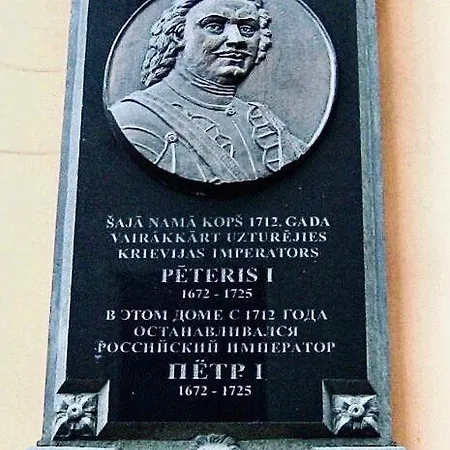 ŠAJĀ NAMĀ KOPŠ 1712. GADA
VAIRĀKKĀRT UZTURĒJIES
KRIEVIJAS IMPERATORS
PĒTERIS I
1672 - 1725
В ЭТОМ ДОМЕ С 1712 ГОДА
ОСТАНАВЛИВАЛСЯ
РОССИЙСКИЙ ИМПЕРАТОР
ПЁТР I
1672 - 1725